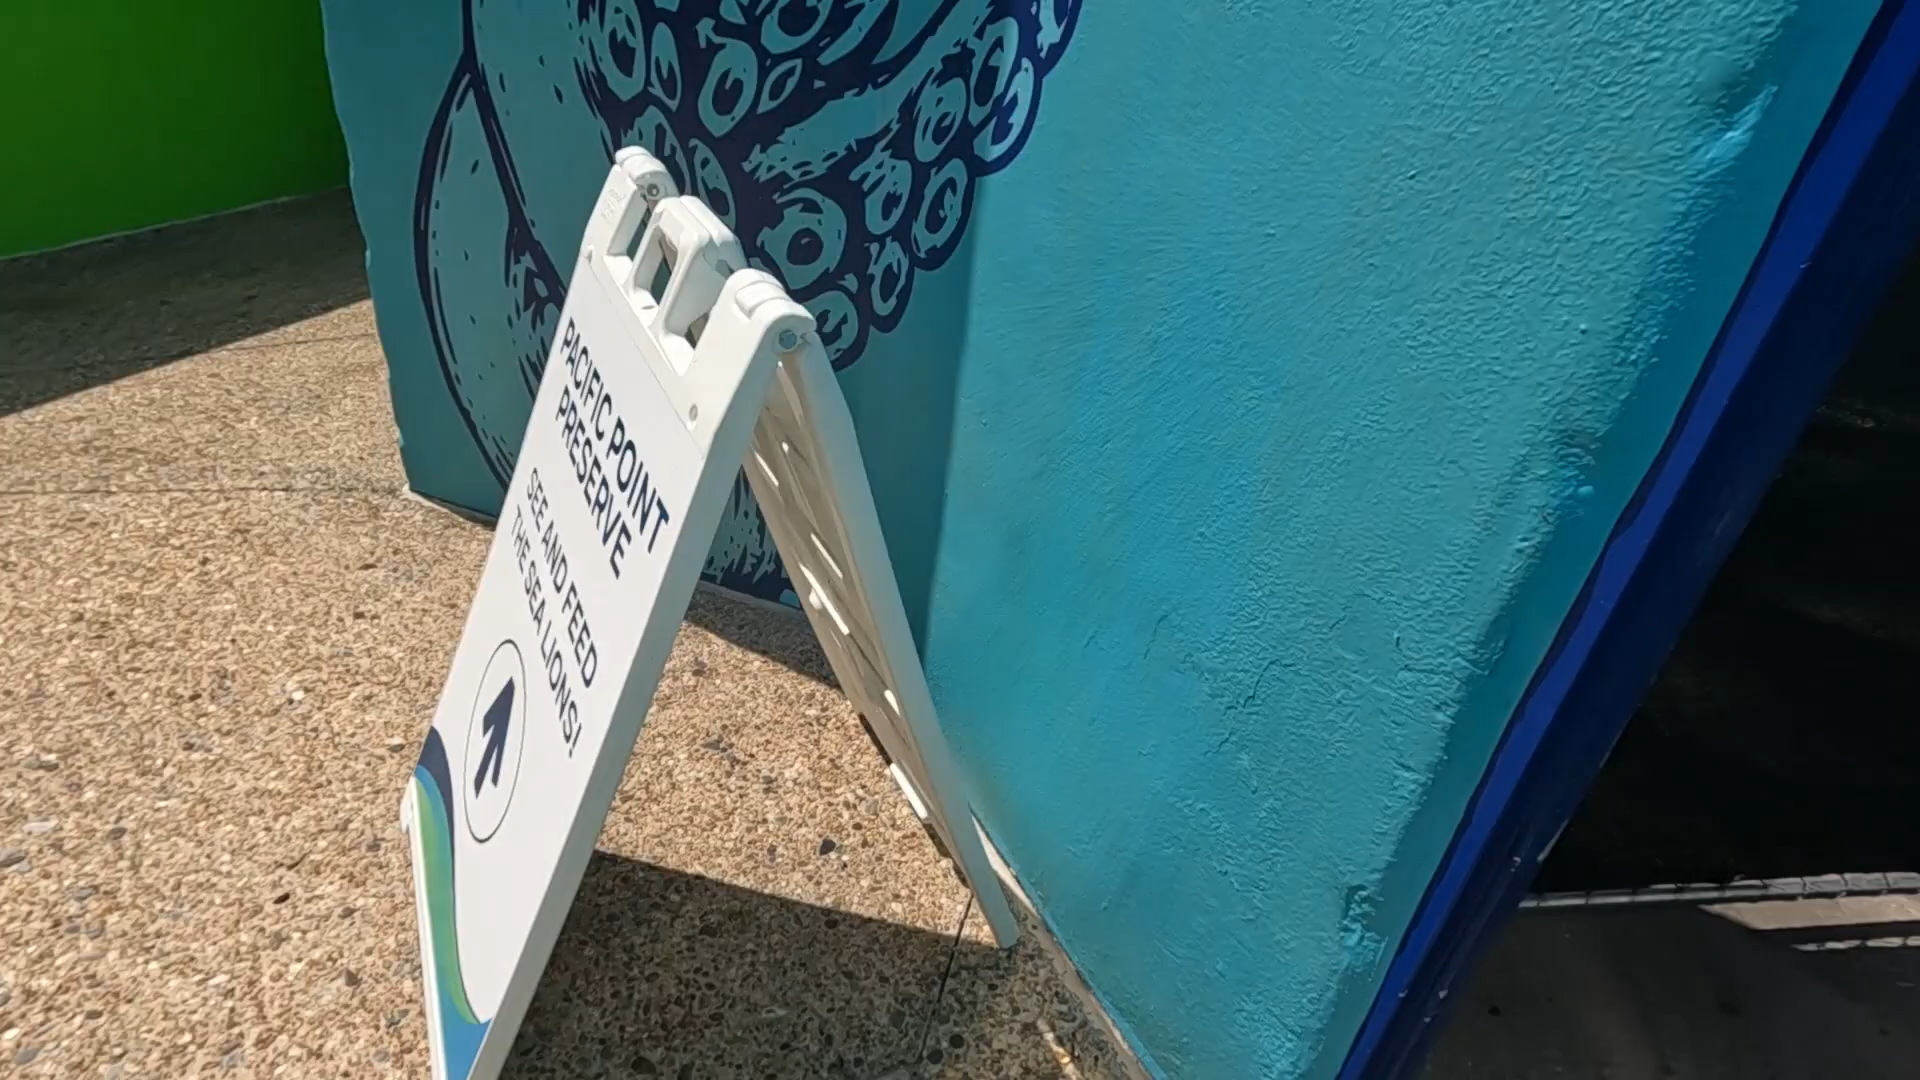 PACIFIC POINT
PRESERVE
SEE AND FEED
THE SEA LIONS!